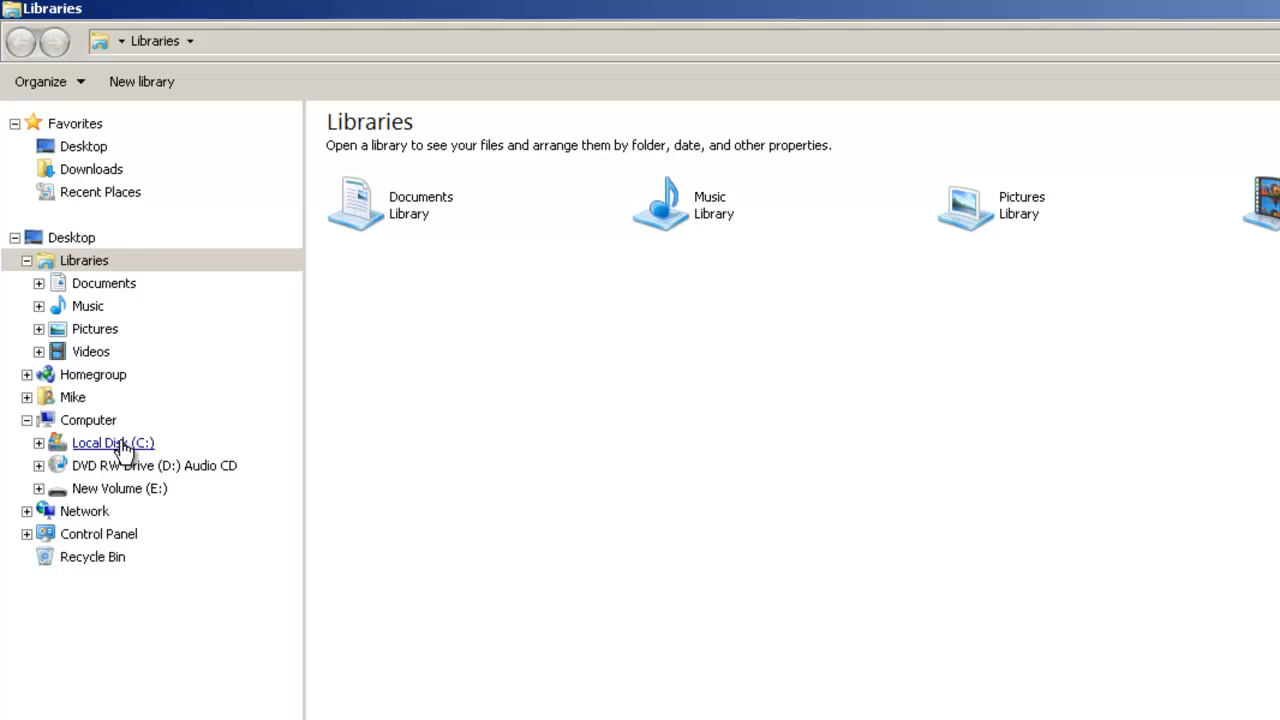 Libraries
Libraries
Organize New library
Favorites
Desktop
Downloads
Recent Places
Desktop
Libraries
Documents
Music
Pictures
Videos
Homegroup
Mike
Computer
Local Disk (C:)
DVD RW Drive (D:) Audio CD
New Volume (E:)
Network
Control Panel
Recycle Bin
Libraries
Open a library to see your files and arrange them by folder, date, and other properties.
Documents
Library
Music
Library
Pictures
Library